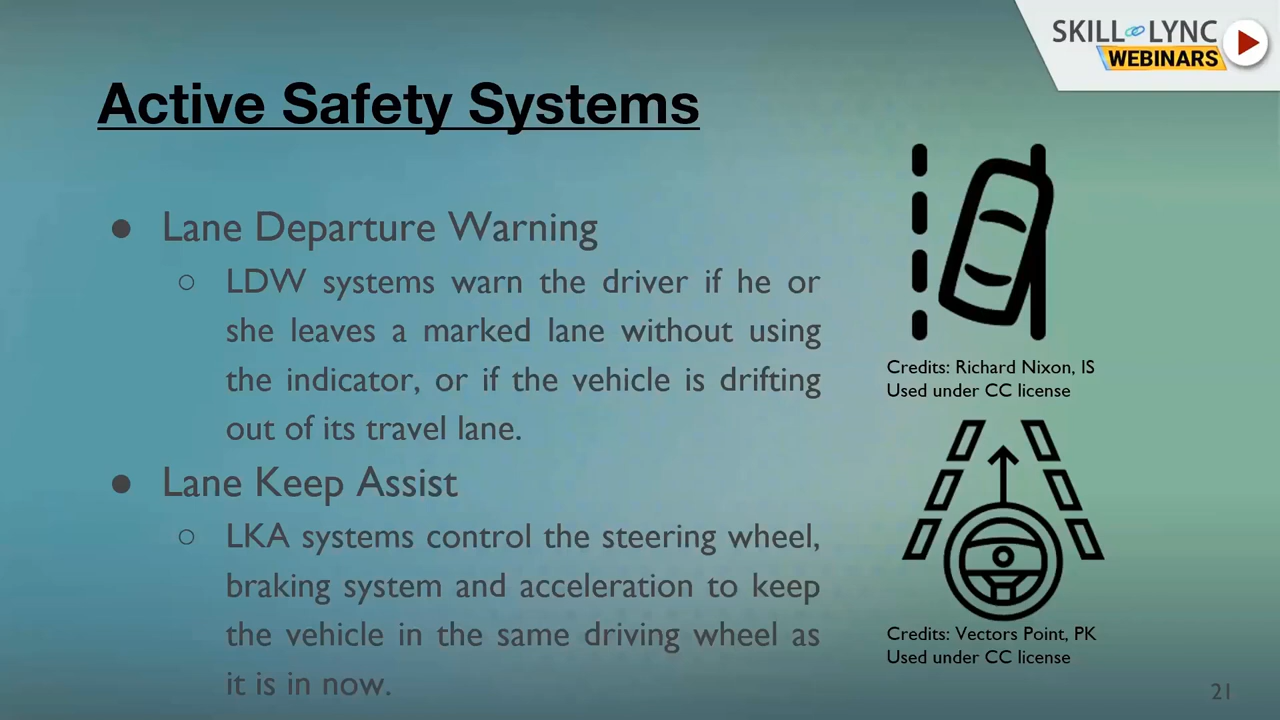 SKILL LYNC
WEBINARS
Active Safety Systems
● Lane Departure Warning
○ LDW systems warn the driver if he or
she leaves a marked lane without using
the indicator, or if the vehicle is drifting
out of its travel lane.
● Lane Keep Assist
○ LKA systems control the steering wheel,
braking system and acceleration to keep
the vehicle in the same driving wheel as
it is in now.
Credits: Richard Nixon, IS
Used under CC license
Credits: Vectors Point, PK
Used under CC license
21